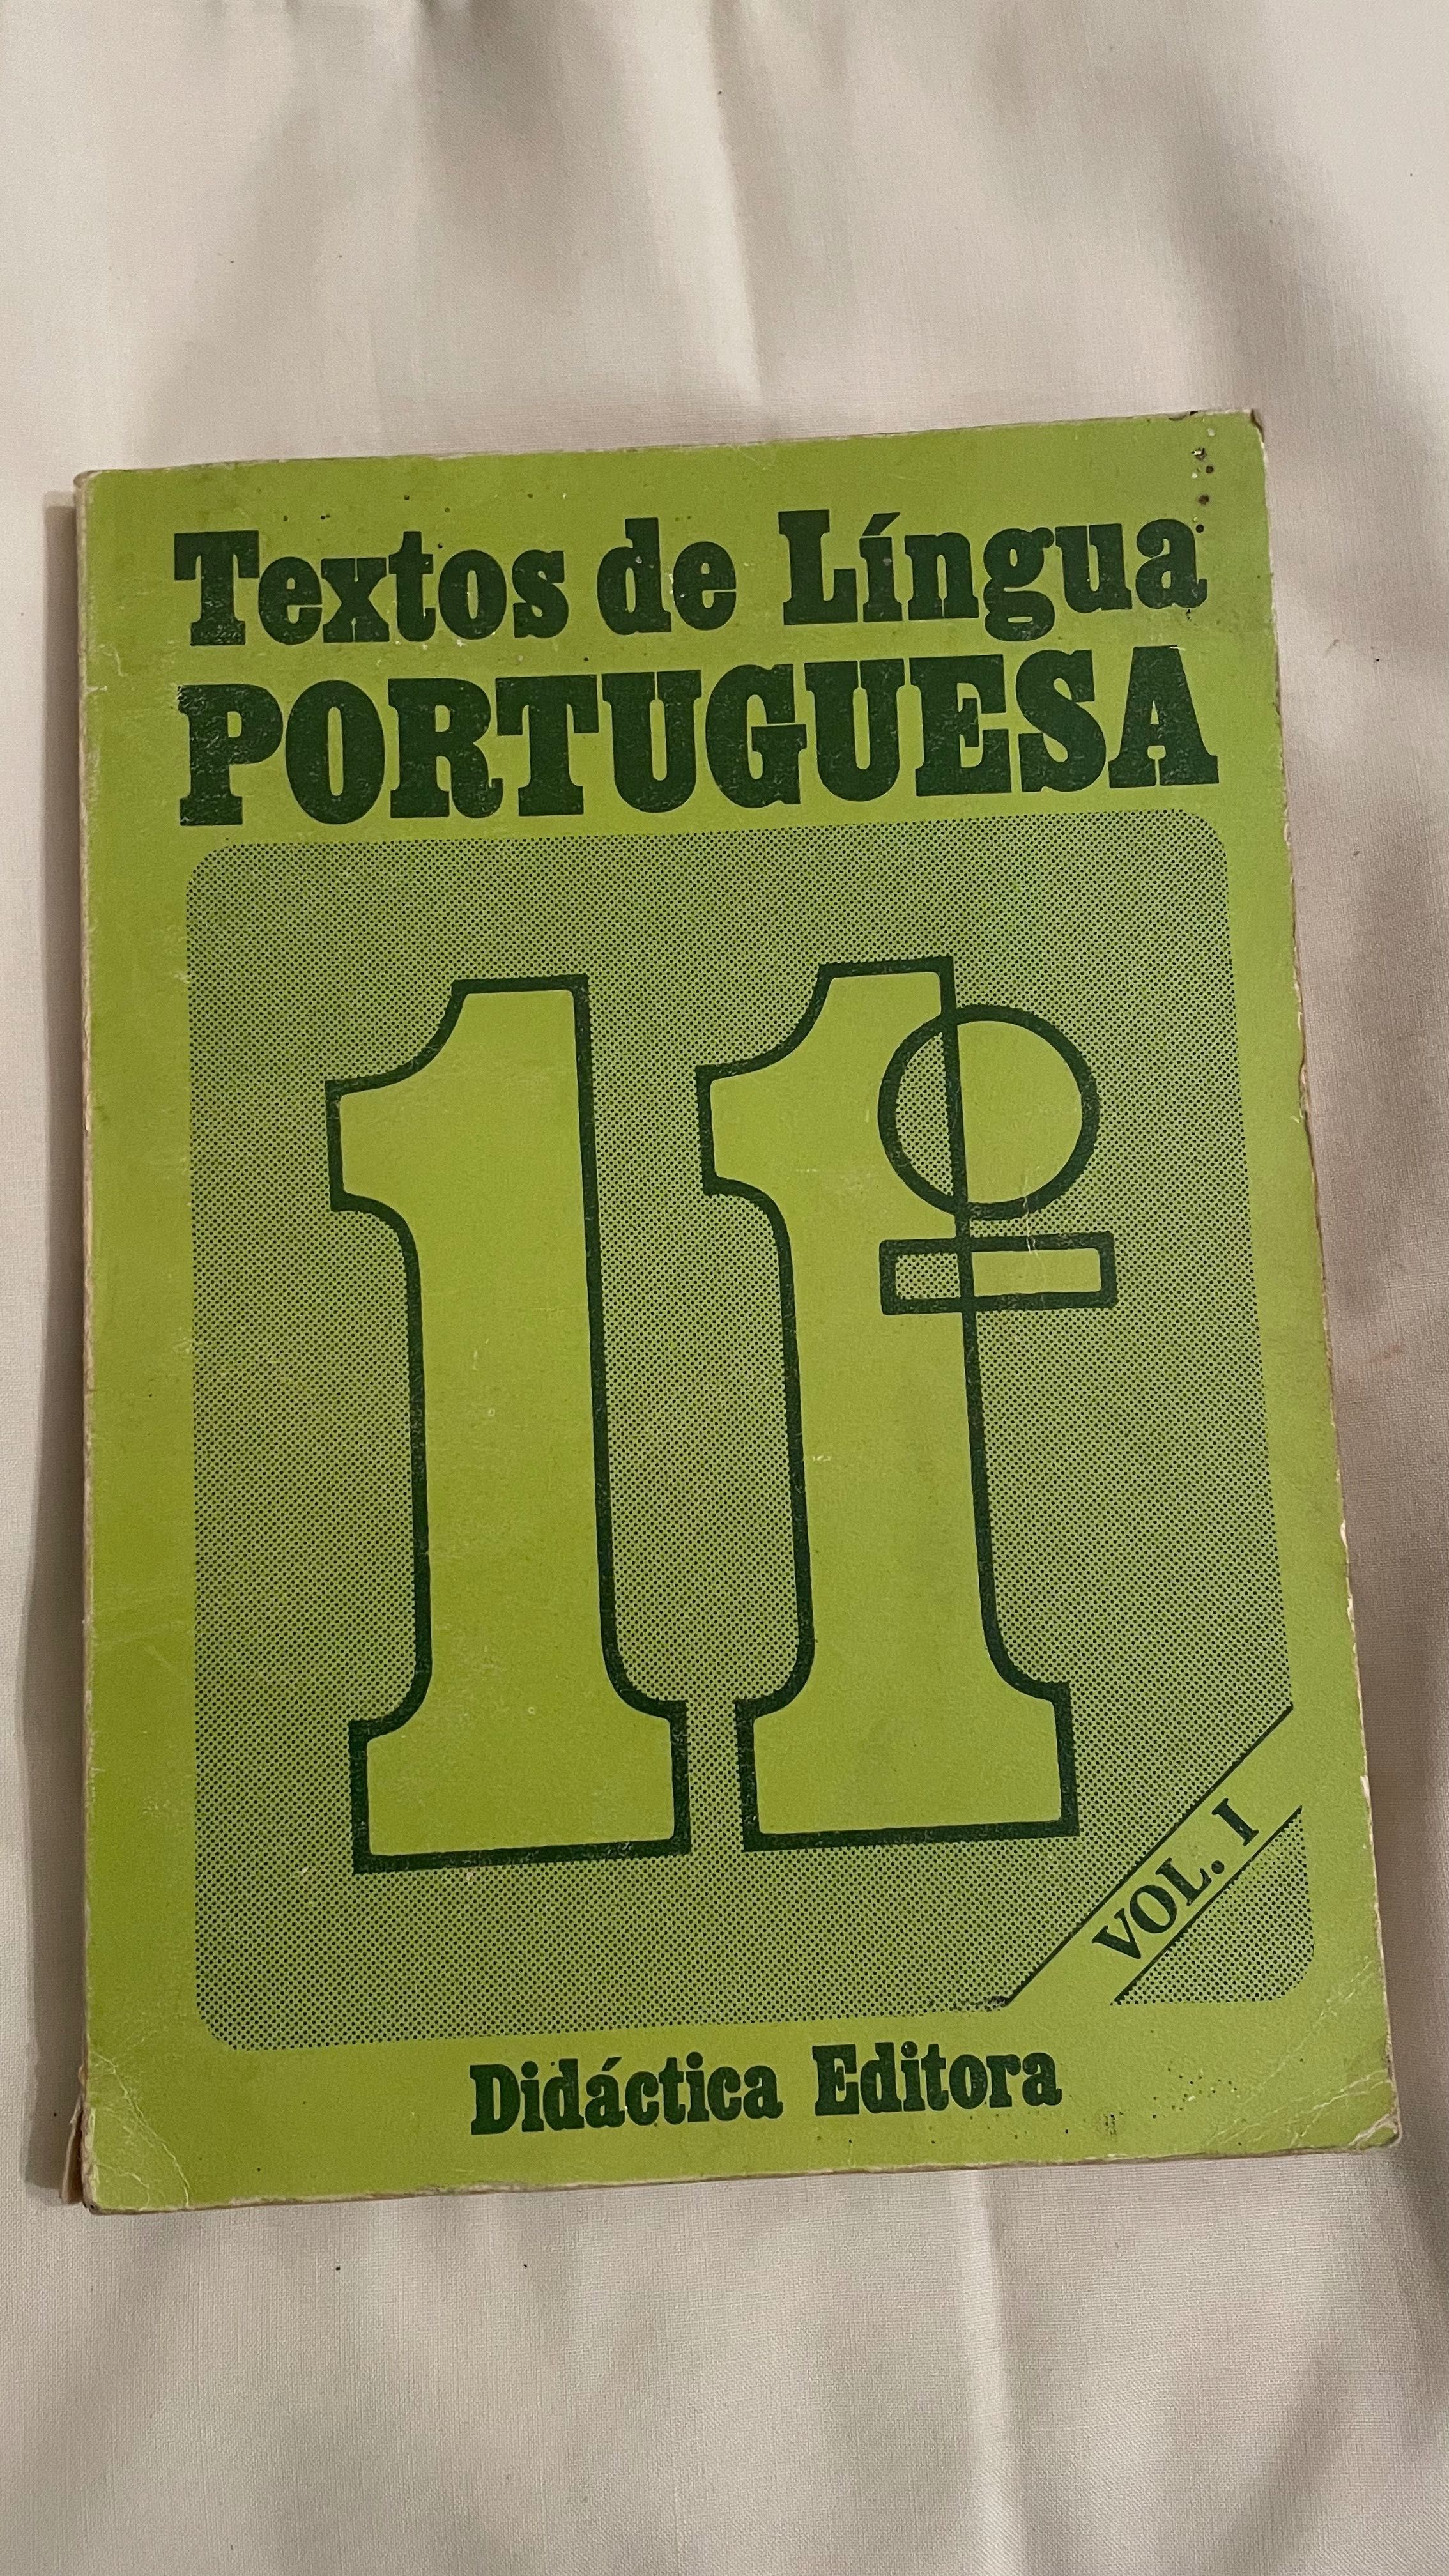 Textos de Língua
PORTUGUESA
11º
VOL. I
Didáctica Editora